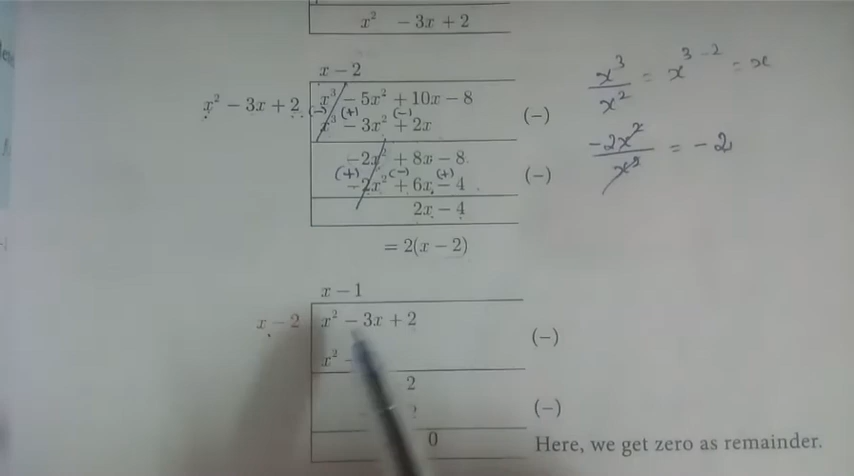 x² − 3x + 2
x − 2
x² − 3x + 2
x³ − 5x² + 10x − 8
(−) (+) (−)
x³ − 3x² + 2x
(−)
−2x² + 8x − 8
(+) (−) (+)
−2x² + 6x − 4
(−)
2x − 4
= 2(x − 2)
x³/x² = x³⁻² = x
−2x²/x² = −2
x − 1
x − 2
x² − 3x + 2
(−)
x² −
2
(−)
0
Here, we get zero as remainder.